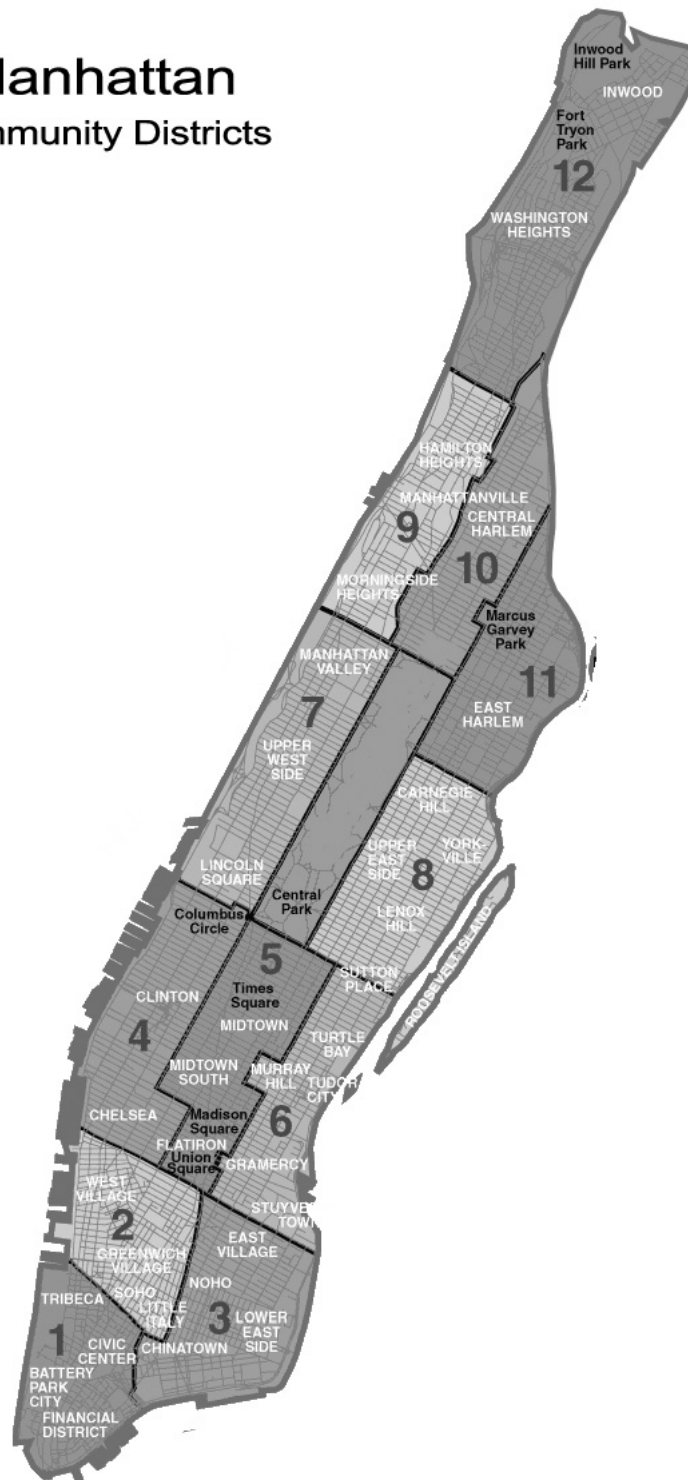 Manhattan
mmunity Districts
Inwood
Hill Park
INWOOD
Fort
Tryon
Park
12
WASHINGTON
HEIGHTS
HAMILTON
HEIGHTS
MANHATTANVILLE
CENTRAL
HARLEM
9
10
MORNINGSIDE
HEIGHTS
Marcus
Garvey
Park
MANHATTAN
VALLEY
11
7
EAST
HARLEM
UPPER
WEST
SIDE
CARNEGIE
HILL
UPPER
EAST
SIDE
YORK-
VILLE
8
LINCOLN
SQUARE
Central
Park
LENOX
HILL
Columbus
Circle
ROOSEVELT ISLAND
5
SUTTON
PLACE
Times
Square
CLINTON
MIDTOWN
4
TURTLE
BAY
MIDTOWN
SOUTH
MURRAY
HILL
TUDOR
CITY
CHELSEA
Madison
Square
6
FLATIRON
Union
Square
GRAMERCY
WEST
VILLAGE
STUYVE
TOWN
2
EAST
VILLAGE
GREENWICH
VILLAGE
NOHO
SOHO
TRIBECA
LITTLE
ITALY
3
LOWER
EAST
SIDE
1
CIVIC
CENTER
CHINATOWN
BATTERY
PARK
CITY
FINANCIAL
DISTRICT